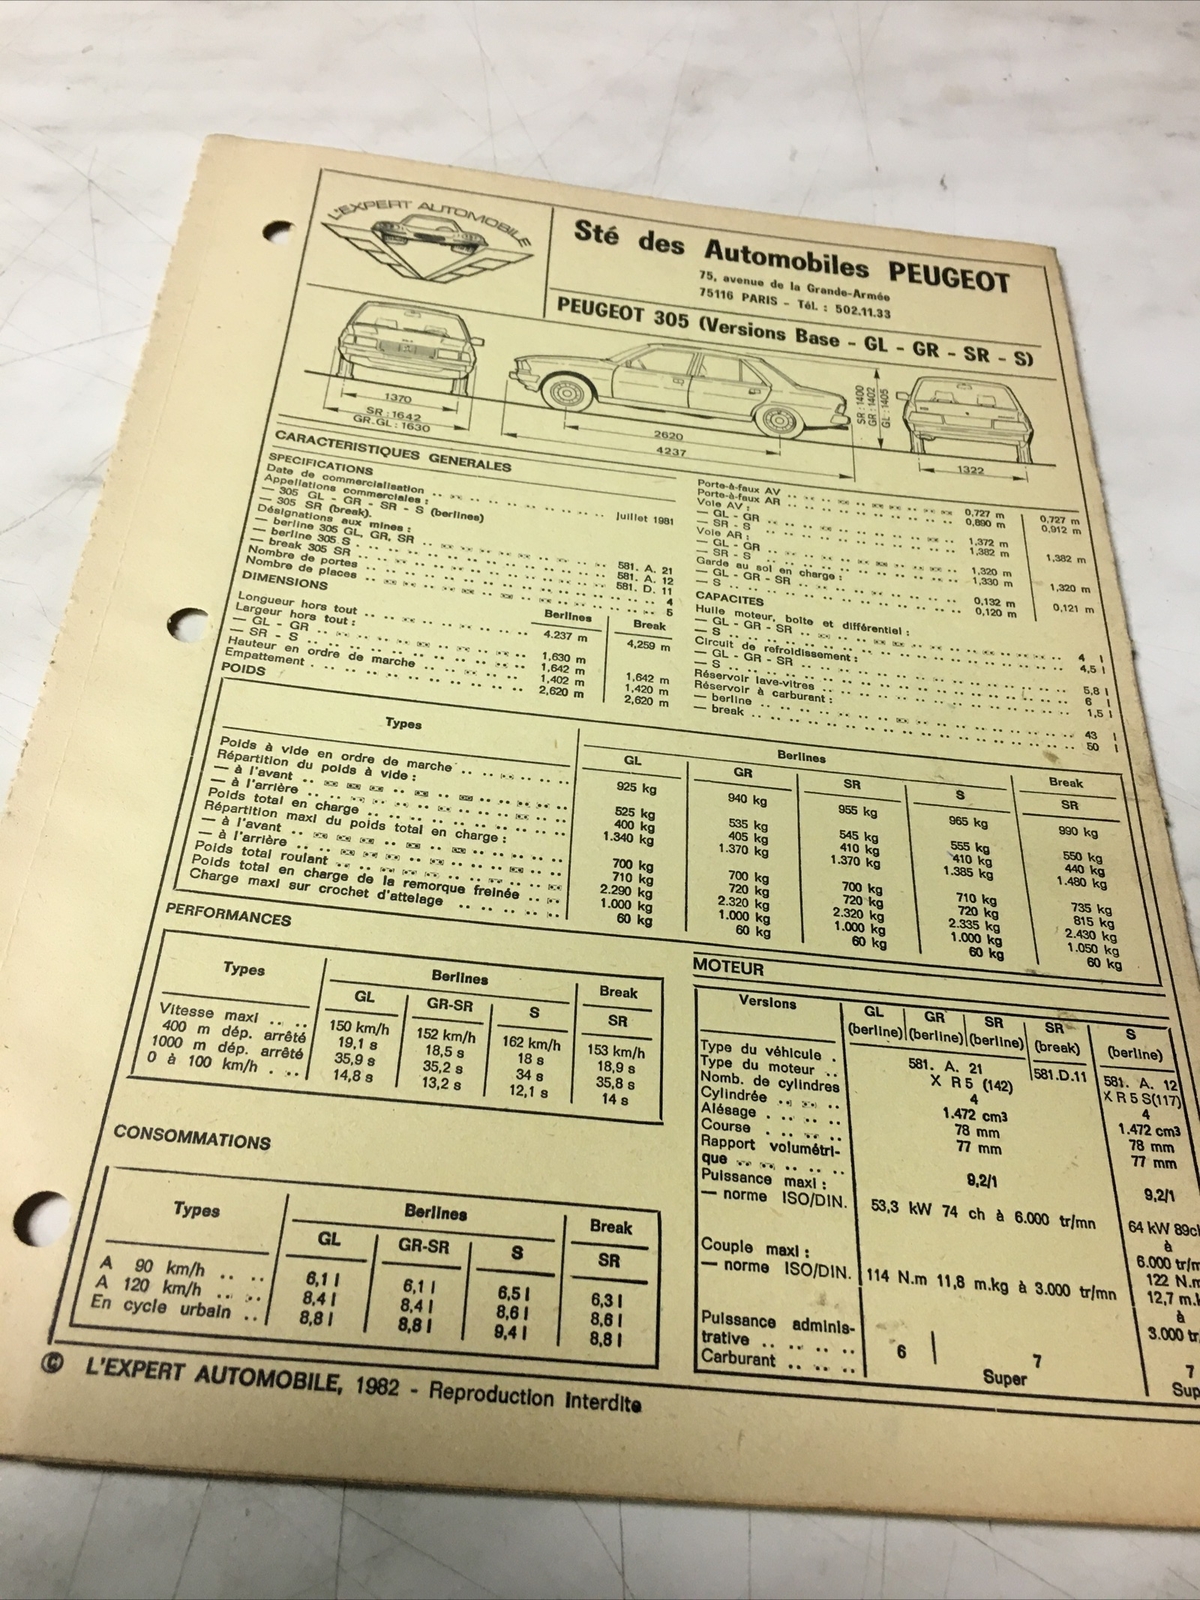 L'EXPERT AUTOMOBILE
Sté des Automobiles PEUGEOT
75, avenue de la Grande-Armée
75116 PARIS - Tél. : 502.11.33
PEUGEOT 305 (Versions Base - GL - GR - SR - S)
1370
SR : 1642
GR.GL : 1630
2620
4237
SR : 1400
GR : 1402
GL : 1405
1322
CARACTERISTIQUES GENERALES
SPECIFICATIONS
Date de commercialisation .. .. .. .. .. .. .. .. Juillet 1981
Appellations commerciales :
— 305 GL - GR - SR - S (berlines)
— 305 SR (break).
Désignations aux mines :
— berline 305 GL, GR, SR .. .. .. .. .. .. 581. A. 21
— berline 305 S .. .. .. .. .. .. .. .. 581. A. 12
— break 305 SR .. .. .. .. .. .. .. .. 581. D. 11
Nombre de portes .. .. .. .. .. .. .. .. 4
Nombre de places .. .. .. .. .. .. .. .. 5
DIMENSIONS
Berlines Break
Longueur hors tout .. .. .. .. .. 4.237 m 4,259 m
Largeur hors tout :
— GL - GR .. .. .. .. .. .. 1,630 m
— SR - S .. .. .. .. .. .. 1,642 m 1,642 m
Hauteur en ordre de marche .. .. .. 1,402 m 1,420 m
Empattement .. .. .. .. .. .. 2,620 m 2,620 m
Porte-à-faux AV .. .. .. .. .. .. 0,727 m 0,727 m
Porte-à-faux AR .. .. .. .. .. .. 0,890 m 0,912 m
Voie AV :
— GL - GR .. .. .. .. .. .. 1,372 m
— SR - S .. .. .. .. .. .. 1,382 m 1,382 m
Voie AR :
— GL - GR .. .. .. .. .. .. 1,320 m
— SR - S .. .. .. .. .. .. 1,330 m 1,320 m
Garde au sol en charge :
— GL - GR - SR .. .. .. .. .. 0,132 m 0,121 m
— S .. .. .. .. .. .. .. 0,120 m
CAPACITES
Huile moteur, boîte et différentiel :
— GL - GR - SR .. .. .. .. .. .. 4 l
— S .. .. .. .. .. .. .. .. 4,5 l
Circuit de refroidissement :
— GL - GR - SR .. .. .. .. .. .. 5,8 l
— S .. .. .. .. .. .. .. .. 6 l
Réservoir lave-vitres .. .. .. .. .. 1,5 l
Réservoir à carburant :
— berline .. .. .. .. .. .. .. 43 l
— break .. .. .. .. .. .. .. 50 l
POIDS
Types Berlines Break
GL GR SR S SR
Poids à vide en ordre de marche .. .. .. 925 kg 940 kg 955 kg 965 kg 990 kg
Répartition du poids à vide :
— à l'avant .. .. .. .. .. .. 525 kg 535 kg 545 kg 555 kg 550 kg
— à l'arrière .. .. .. .. .. .. 400 kg 405 kg 410 kg 410 kg 440 kg
Poids total en charge .. .. .. .. .. 1.340 kg 1.370 kg 1.370 kg 1.385 kg 1.480 kg
Répartition maxi du poids total en charge :
— à l'avant .. .. .. .. .. .. 700 kg 700 kg 700 kg 710 kg 735 kg
— à l'arrière .. .. .. .. .. .. 710 kg 720 kg 720 kg 720 kg 815 kg
Poids total roulant .. .. .. .. .. 2.290 kg 2.320 kg 2.320 kg 2.335 kg 2.430 kg
Poids total en charge de la remorque freinée .. .. 1.000 kg 1.000 kg 1.000 kg 1.000 kg 1.050 kg
Charge maxi sur crochet d'attelage .. .. .. 60 kg 60 kg 60 kg 60 kg 60 kg
PERFORMANCES
Types Berlines Break
GL GR-SR S SR
Vitesse maxi .. .. 150 km/h 152 km/h 162 km/h 153 km/h
400 m dép. arrêté 19,1 s 18,5 s 18 s 18,9 s
1000 m dép. arrêté 35,9 s 35,2 s 34 s 35,8 s
0 à 100 km/h . .. 14,8 s 13,2 s 12,1 s 14 s
CONSOMMATIONS
Types Berlines Break
GL GR-SR S SR
A 90 km/h .. .. 6,1 l 6,1 l 6,5 l 6,3 l
A 120 km/h .. .. 8,4 l 8,4 l 8,6 l 8,6 l
En cycle urbain .. 8,8 l 8,8 l 9,4 l 8,8 l
MOTEUR
Versions GL (berline) GR (berline) SR (berline) SR (break) S (berline)
Type du véhicule . 581. A. 21 581.D.11 581. A. 12
Type du moteur .. X R 5 (142) X R 5 S(117)
Nomb. de cylindres 4 4
Cylindrée .. .. .. 1.472 cm³ 1.472 cm³
Alésage . .. .. .. 78 mm 78 mm
Course . .. .. .. 77 mm 77 mm
Rapport volumétri-
que .. .. .. .. 9,2/1 9,2/1
Puissance maxi :
— norme ISO/DIN. 53,3 kW 74 ch à 6.000 tr/mn 64 kW 89c
à
6.000 tr/m
Couple maxi :
— norme ISO/DIN. 114 N.m 11,8 m.kg à 3.000 tr/mn 122 N.m
12,7 m.k
à
3.000 tr
Puissance adminis-
trative .. .. .. .. 6 7 7
Carburant .. .. .. Super Sup
© L'EXPERT AUTOMOBILE, 1982 - Reproduction Interdite